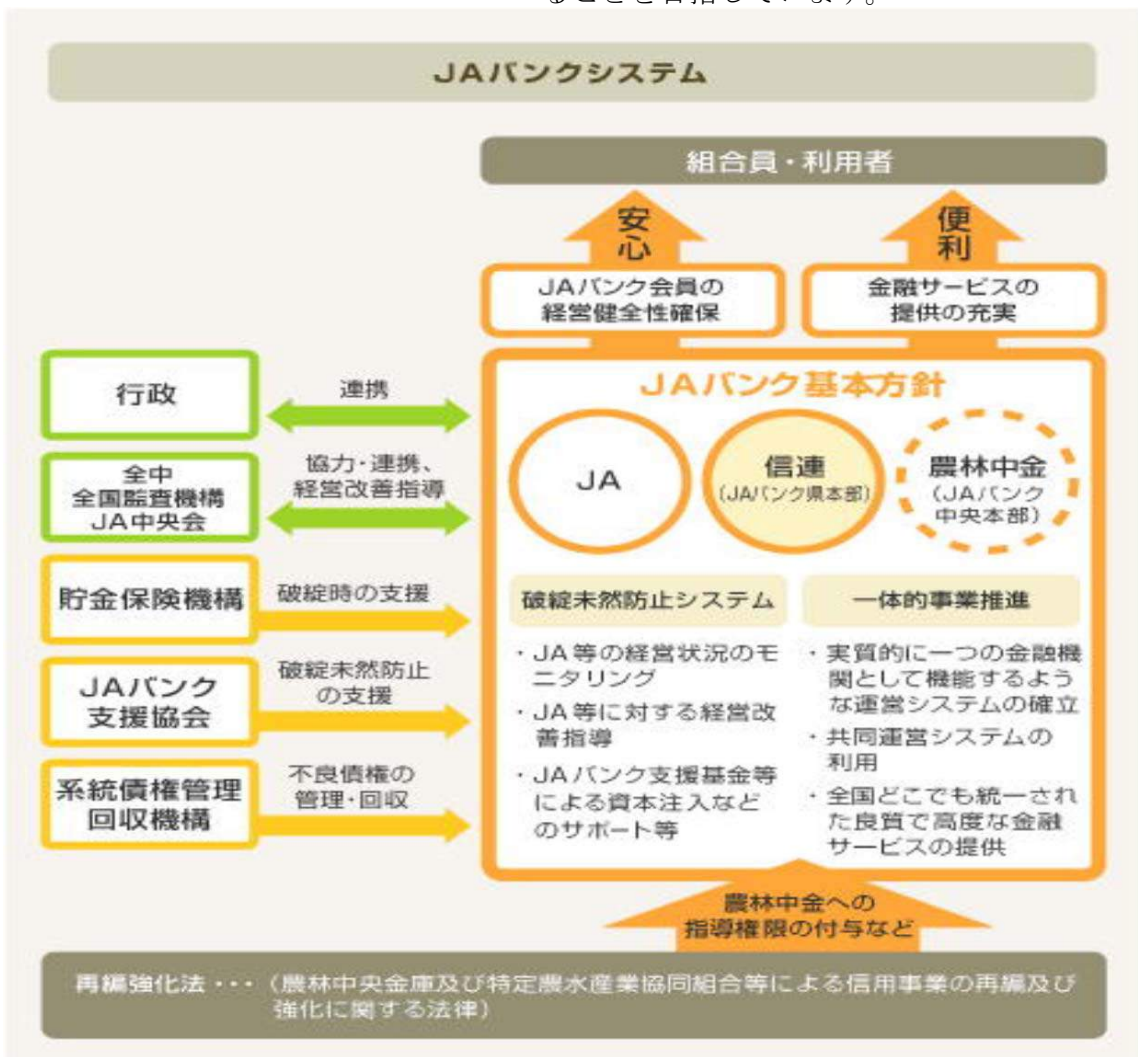 ることを目指しています。
JAバンクシステム
組合員・利用者
安心
便利
JAバンク会員の
経営健全性確保
金融サービスの
提供の充実
行政
連携
全中
全国監査機構
JA中央会
協力・連携、
経営改善指導
貯金保険機構
破綻時の支援
JAバンク
支援協会
破綻未然防止
の支援
系統債権管理
回収機構
不良債権の
管理・回収
JAバンク基本方針
JA
信連
(JAバンク県本部)
農林中金
(JAバンク
中央本部)
破綻未然防止システム
・JA等の経営状況のモ
ニタリング
・JA等に対する経営改
善指導
・JAバンク支援基金等
による資本注入など
のサポート等
一体的事業推進
・実質的に一つの金融機
関として機能するよう
な運営システムの確立
・共同運営システムの
利用
・全国どこでも統一され
た良質で高度な金融
サービスの提供
農林中金への
指導権限の付与など
再編強化法・・・（農林中央金庫及び特定農水産業協同組合等による信用事業の再編及び
強化に関する法律）